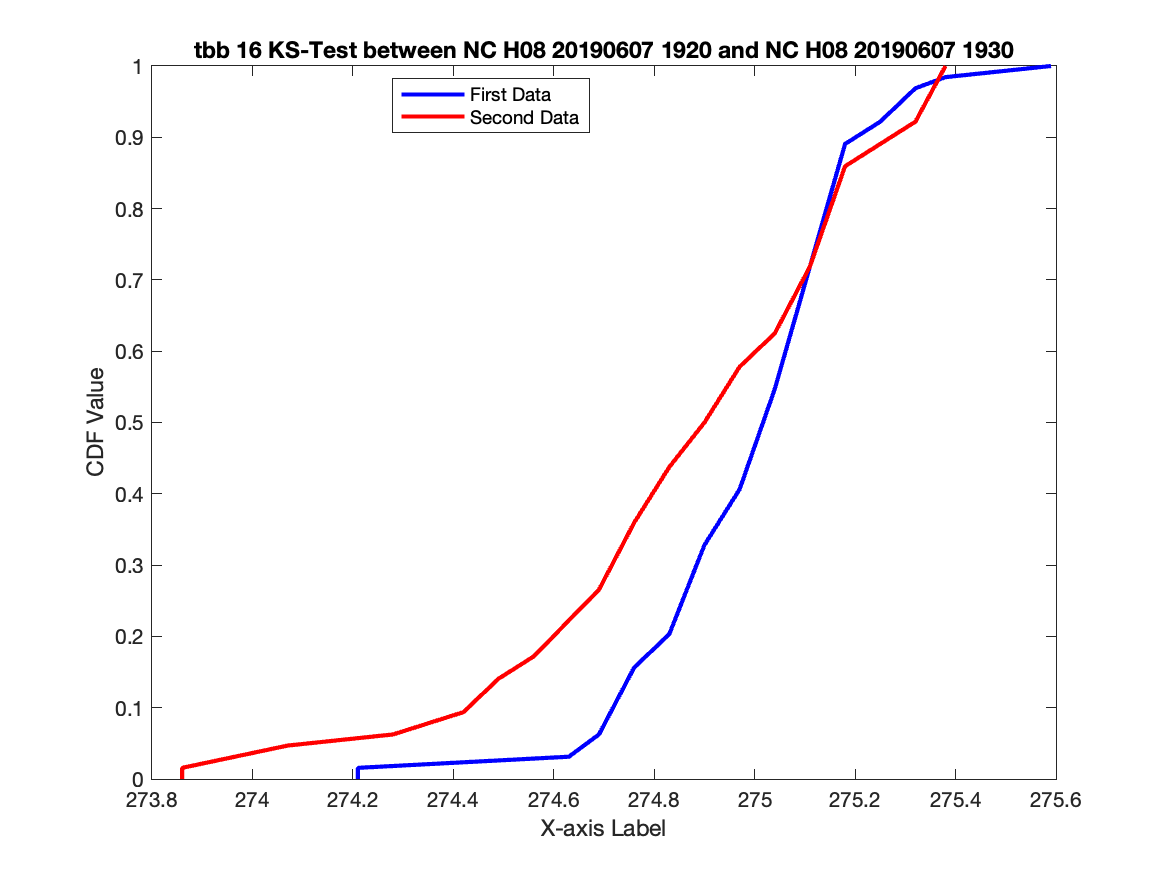 tbb 16 KS-Test between NC H08 20190607 1920 and NC H08 20190607 1930
First Data
Second Data
1
0.9
0.8
0.7
0.6
0.5
0.4
0.3
0.2
0.1
0
CDF Value
273.8 274 274.2 274.4 274.6 274.8 275 275.2 275.4 275.6
X-axis Label